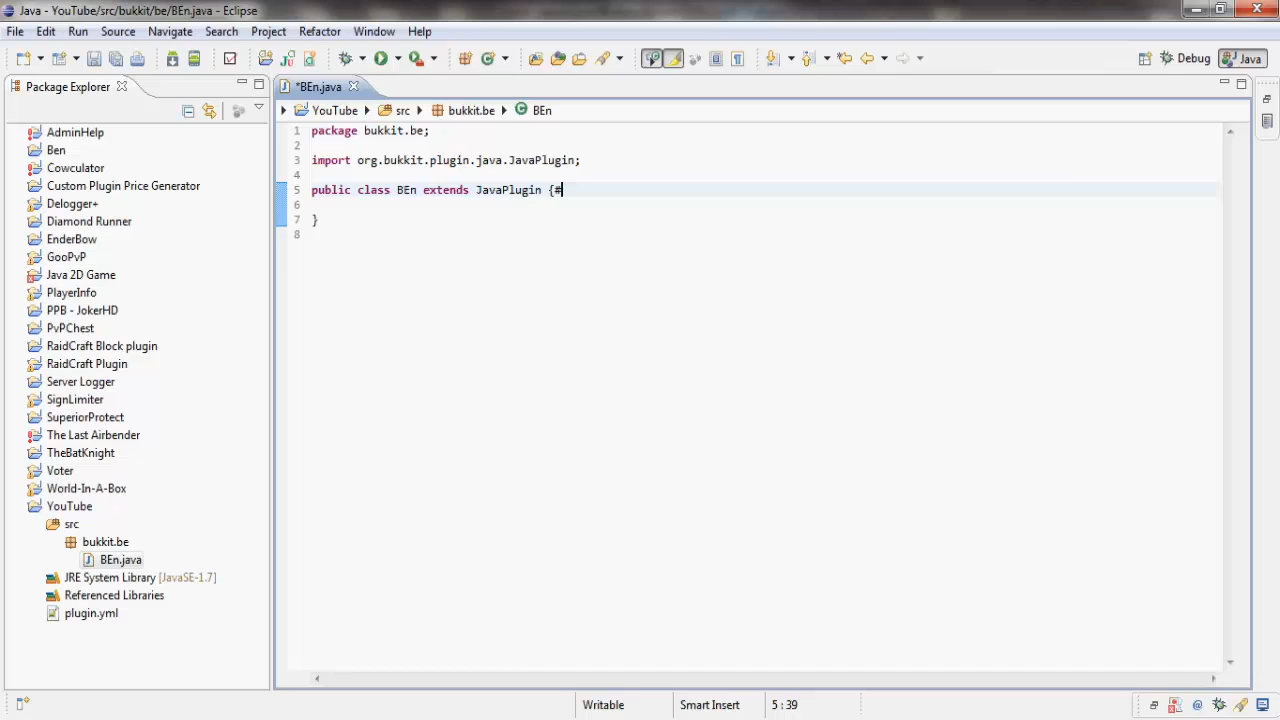 Java - YouTube/src/bukkit/be/BEn.java - Eclipse
File Edit Run Source Navigate Search Project Refactor Window Help
Debug Java
Package Explorer
*BEn.java
YouTube src bukkit.be BEn
AdminHelp
Ben
Cowculator
Custom Plugin Price Generator
Delogger+
Diamond Runner
EnderBow
GooPvP
Java 2D Game
PlayerInfo
PPB - JokerHD
PvPChest
RaidCraft Block plugin
RaidCraft Plugin
Server Logger
SignLimiter
SuperiorProtect
The Last Airbender
TheBatKnight
Voter
World-In-A-Box
YouTube
src
bukkit.be
BEn.java
JRE System Library [JavaSE-1.7]
Referenced Libraries
plugin.yml
1 package bukkit.be;
2
3 import org.bukkit.plugin.java.JavaPlugin;
4
5 public class BEn extends JavaPlugin {#
6
7 }
8
Writable Smart Insert 5 : 39